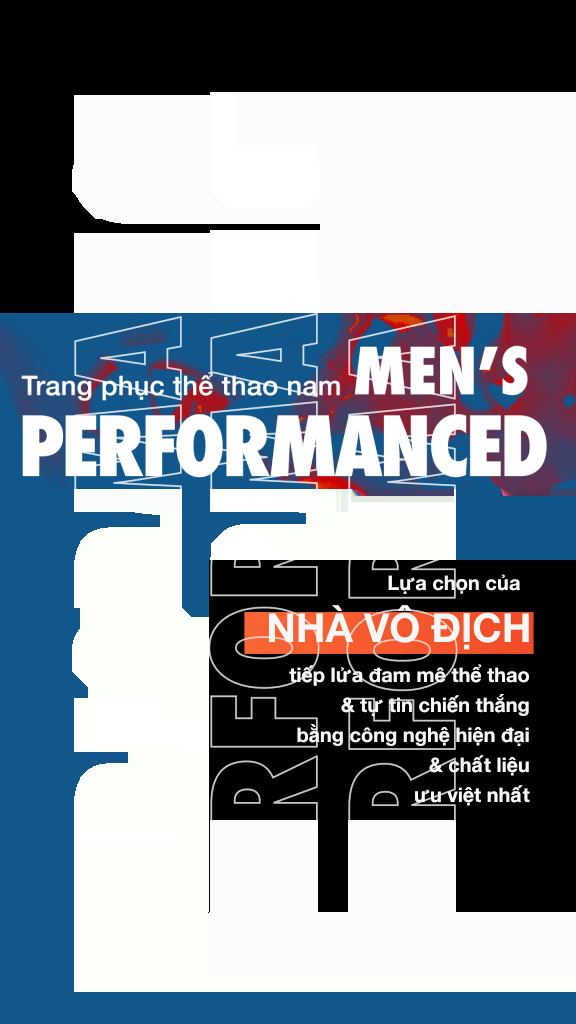 MEN'S
Trang phục thể thao nam
PERFORMANCED
Lựa chọn của
NHÀ VÔ ĐỊCH
tiếp lửa đam mê thể thao
& tự tin chiến thắng
bằng công nghệ hiện đại
& chất liệu
ưu việt nhất